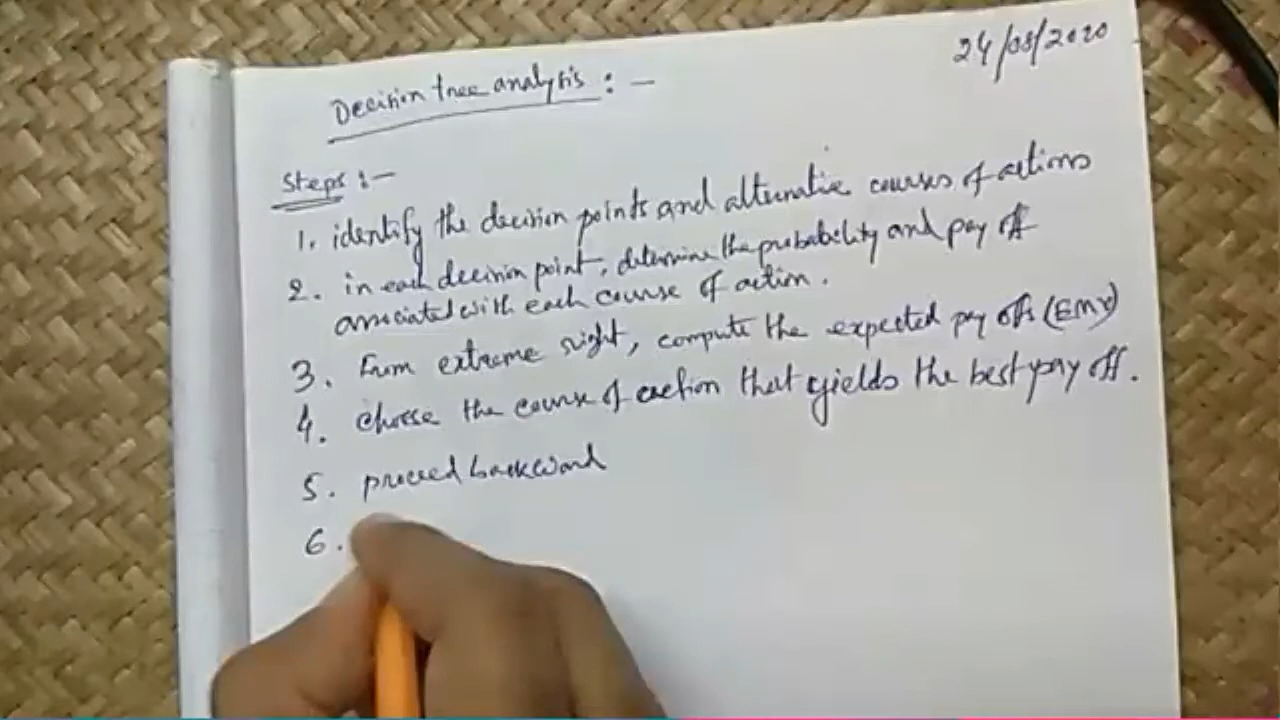 24/08/2020
Decision tree analysis : -
Steps :-
1. identify the decision points and alternative courses of actions
2. in each decision point, determine the probability and pay off
associated with each course of action.
3. From extreme right, compute the expected pay offs (EMV)
4. choose the course of action that yields the best pay off.
5. proceed backward
6.